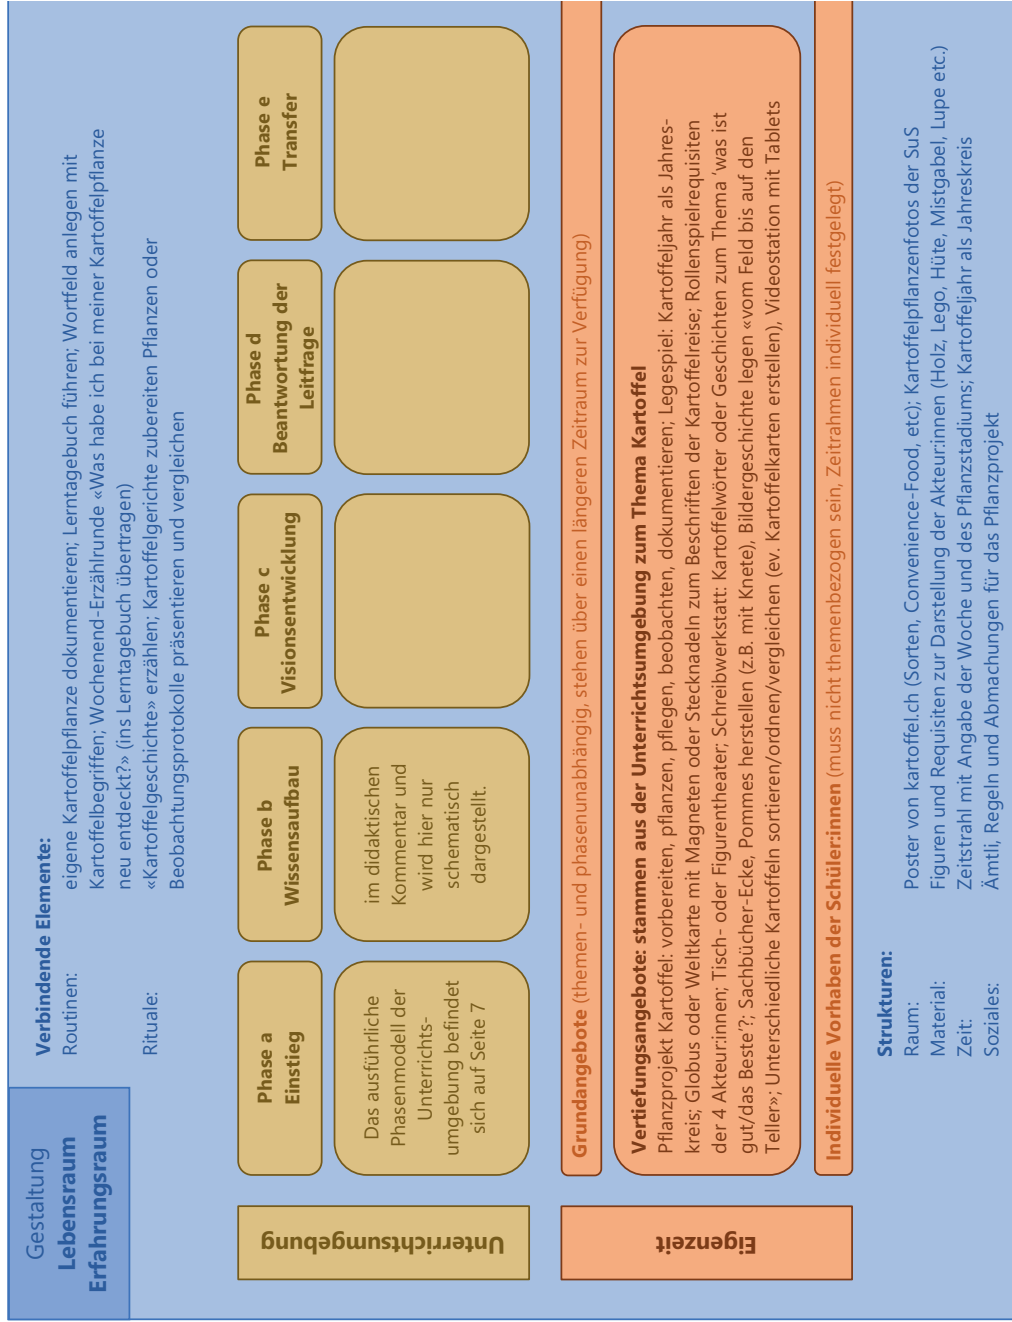 Gestaltung
Lebensraum
Erfahrungsraum
Verbindende Elemente:
Routinen: eigene Kartoffelpflanze dokumentieren; Lerntagebuch führen; Wortfeld anlegen mit
Kartoffelbegriffen; Wochenend-Erzählrunde «Was habe ich bei meiner Kartoffelpflanze
neu entdeckt?» (ins Lerntagebuch übertragen)
Rituale: «Kartoffelgeschichte» erzählen; Kartoffelgerichte zubereiten Pflanzen oder
Beobachtungsprotokolle präsentieren und vergleichen
Unterrichtsumgebung
Phase a
Einstieg
Das ausführliche
Phasenmodell der
Unterrichts-
umgebung befindet
sich auf Seite 7
Phase b
Wissensaufbau
im didaktischen
Kommentar und
wird hier nur
schematisch
dargestellt.
Phase c
Visionsentwicklung
Phase d
Beantwortung der
Leitfrage
Phase e
Transfer
Eigenzeit
Grundangebote (themen- und phasenunabhängig, stehen über einen längeren Zeitraum zur Verfügung)
Vertiefungsangebote: stammen aus der Unterrichtsumgebung zum Thema Kartoffel
Pflanzprojekt Kartoffel: vorbereiten, pflanzen, pflegen, beobachten, dokumentieren; Legespiel: Kartoffeljahr als Jahres-
kreis; Globus oder Weltkarte mit Magneten oder Stecknadeln zum Beschriften der Kartoffelreise; Rollenspielrequisiten
der 4 Akteur:innen; Tisch- oder Figurentheater; Schreibwerkstatt: Kartoffelwörter oder Geschichten zum Thema ‘was ist
gut/das Beste’?; Sachbücher-Ecke, Pommes herstellen (z.B. mit Knete), Bildergeschichte legen «vom Feld bis auf den
Teller»; Unterschiedliche Kartoffeln sortieren/ordnen/vergleichen (ev. Kartoffelkarten erstellen), Videostation mit Tablets
Individuelle Vorhaben der Schüler:innen (muss nicht themenbezogen sein, Zeitrahmen individuell festgelegt)
Strukturen:
Raum: Poster von kartoffel.ch (Sorten, Convenience-Food, etc); Kartoffelpflanzenfotos der SuS
Material: Figuren und Requisiten zur Darstellung der Akteur:innen (Holz, Lego, Hüte, Mistgabel, Lupe etc.)
Zeit: Zeitstrahl mit Angabe der Woche und des Pflanzstadiums; Kartoffeljahr als Jahreskreis
Soziales: Ämtli, Regeln und Abmachungen für das Pflanzprojekt